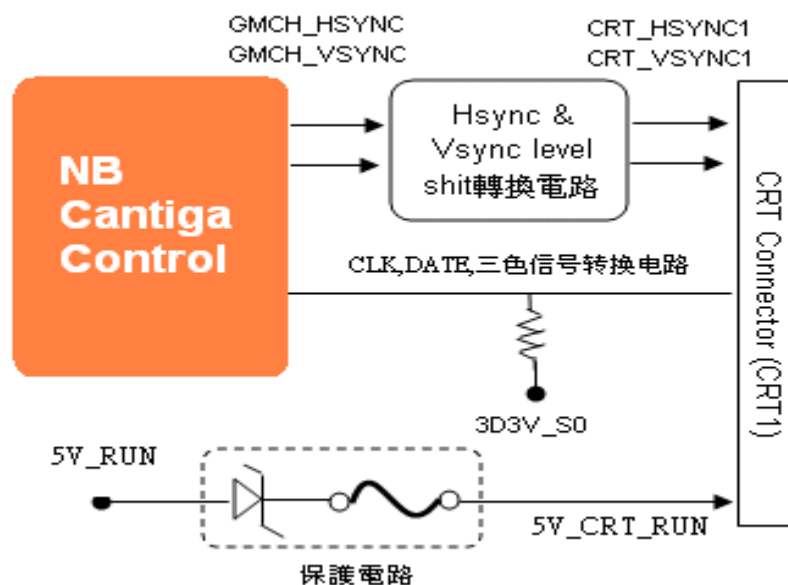 GMCH_HSYNC
GMCH_VSYNC
CRT_HSYNC1
CRT_VSYNC1
NB
Cantiga
Control
Hsync &
Vsync level
shit轉換電路
CLK,DATE,三色信号转换电路
3D3V_S0
CRT Connector (CRT1)
5V_RUN
5V_CRT_RUN
保護電路